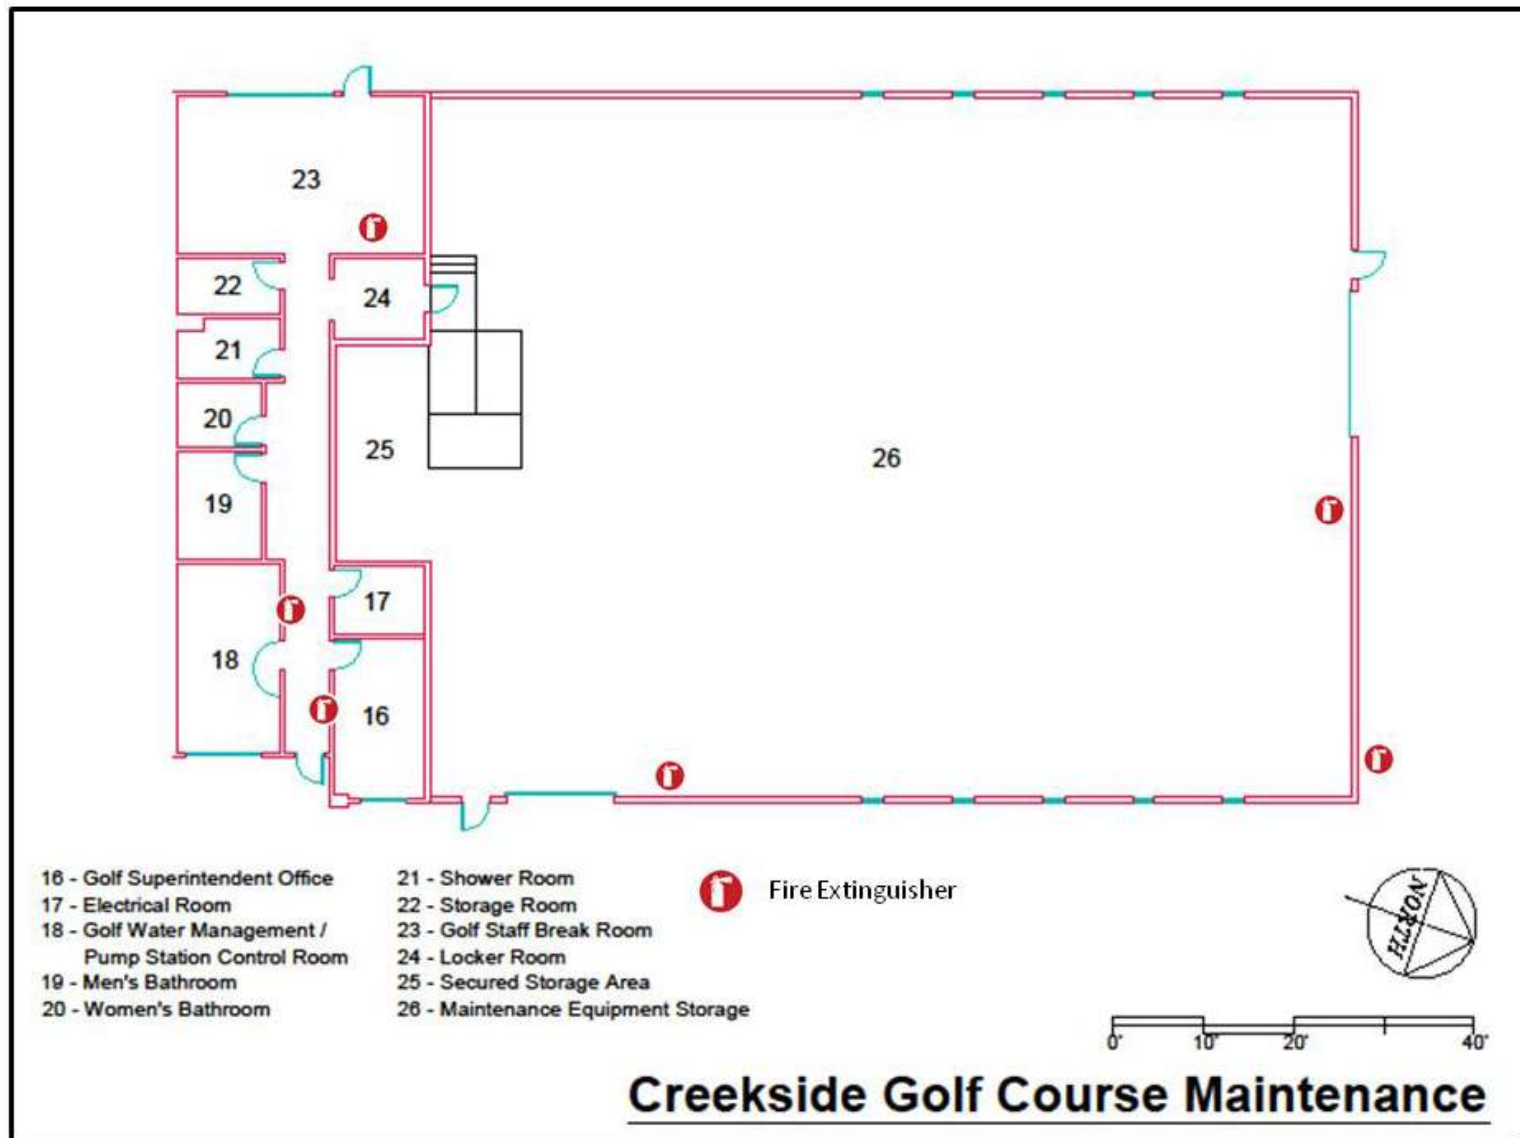 23
22
24
21
20
25
26
19
17
18
16
16 - Golf Superintendent Office
17 - Electrical Room
18 - Golf Water Management /
Pump Station Control Room
19 - Men's Bathroom
20 - Women's Bathroom
21 - Shower Room
22 - Storage Room
23 - Golf Staff Break Room
24 - Locker Room
25 - Secured Storage Area
26 - Maintenance Equipment Storage
Fire Extinguisher
NORTH
0' 10' 20' 40'
Creekside Golf Course Maintenance